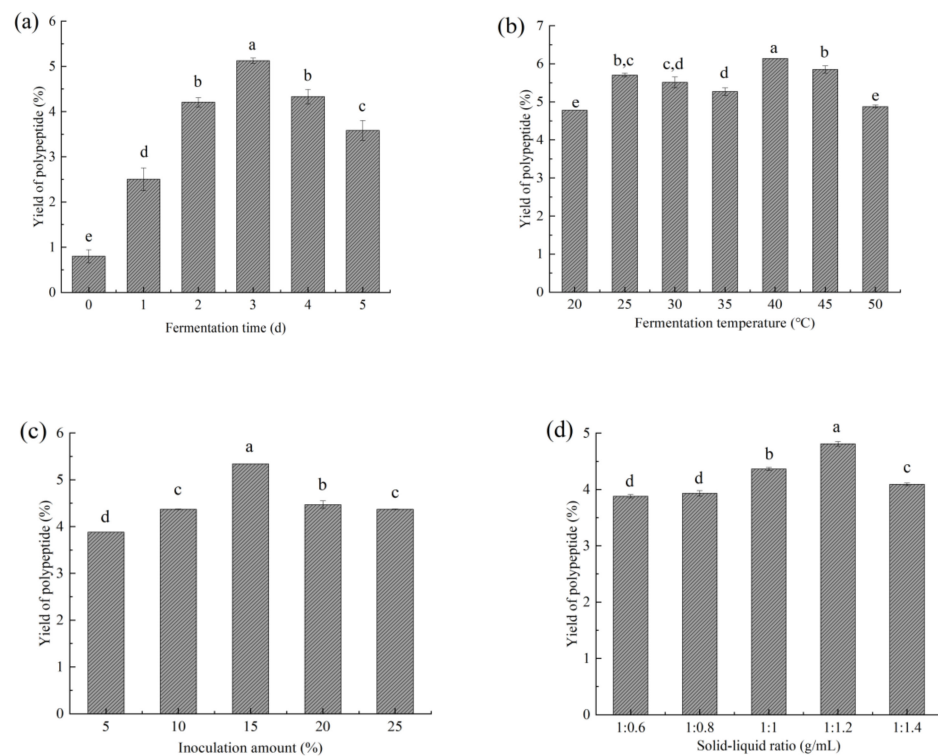 (a)
Yield of polypeptide (%)
6
5
4
3
2
1
0
e
d
b
a
b
c
0 1 2 3 4 5
Fermentation time (d)
(b)
Yield of polypeptide (%)
7
6
5
4
3
2
1
0
e
b,c
c,d
d
a
b
e
20 25 30 35 40 45 50
Fermentation temperature (℃)
(c)
Yield of polypeptide (%)
6
5
4
3
2
1
0
d
c
a
b
c
5 10 15 20 25
Inoculation amount (%)
(d)
Yield of polypeptide (%)
5
4
3
2
1
0
d
d
b
a
c
1:0.6 1:0.8 1:1 1:1.2 1:1.4
Solid-liquid ratio (g/mL)